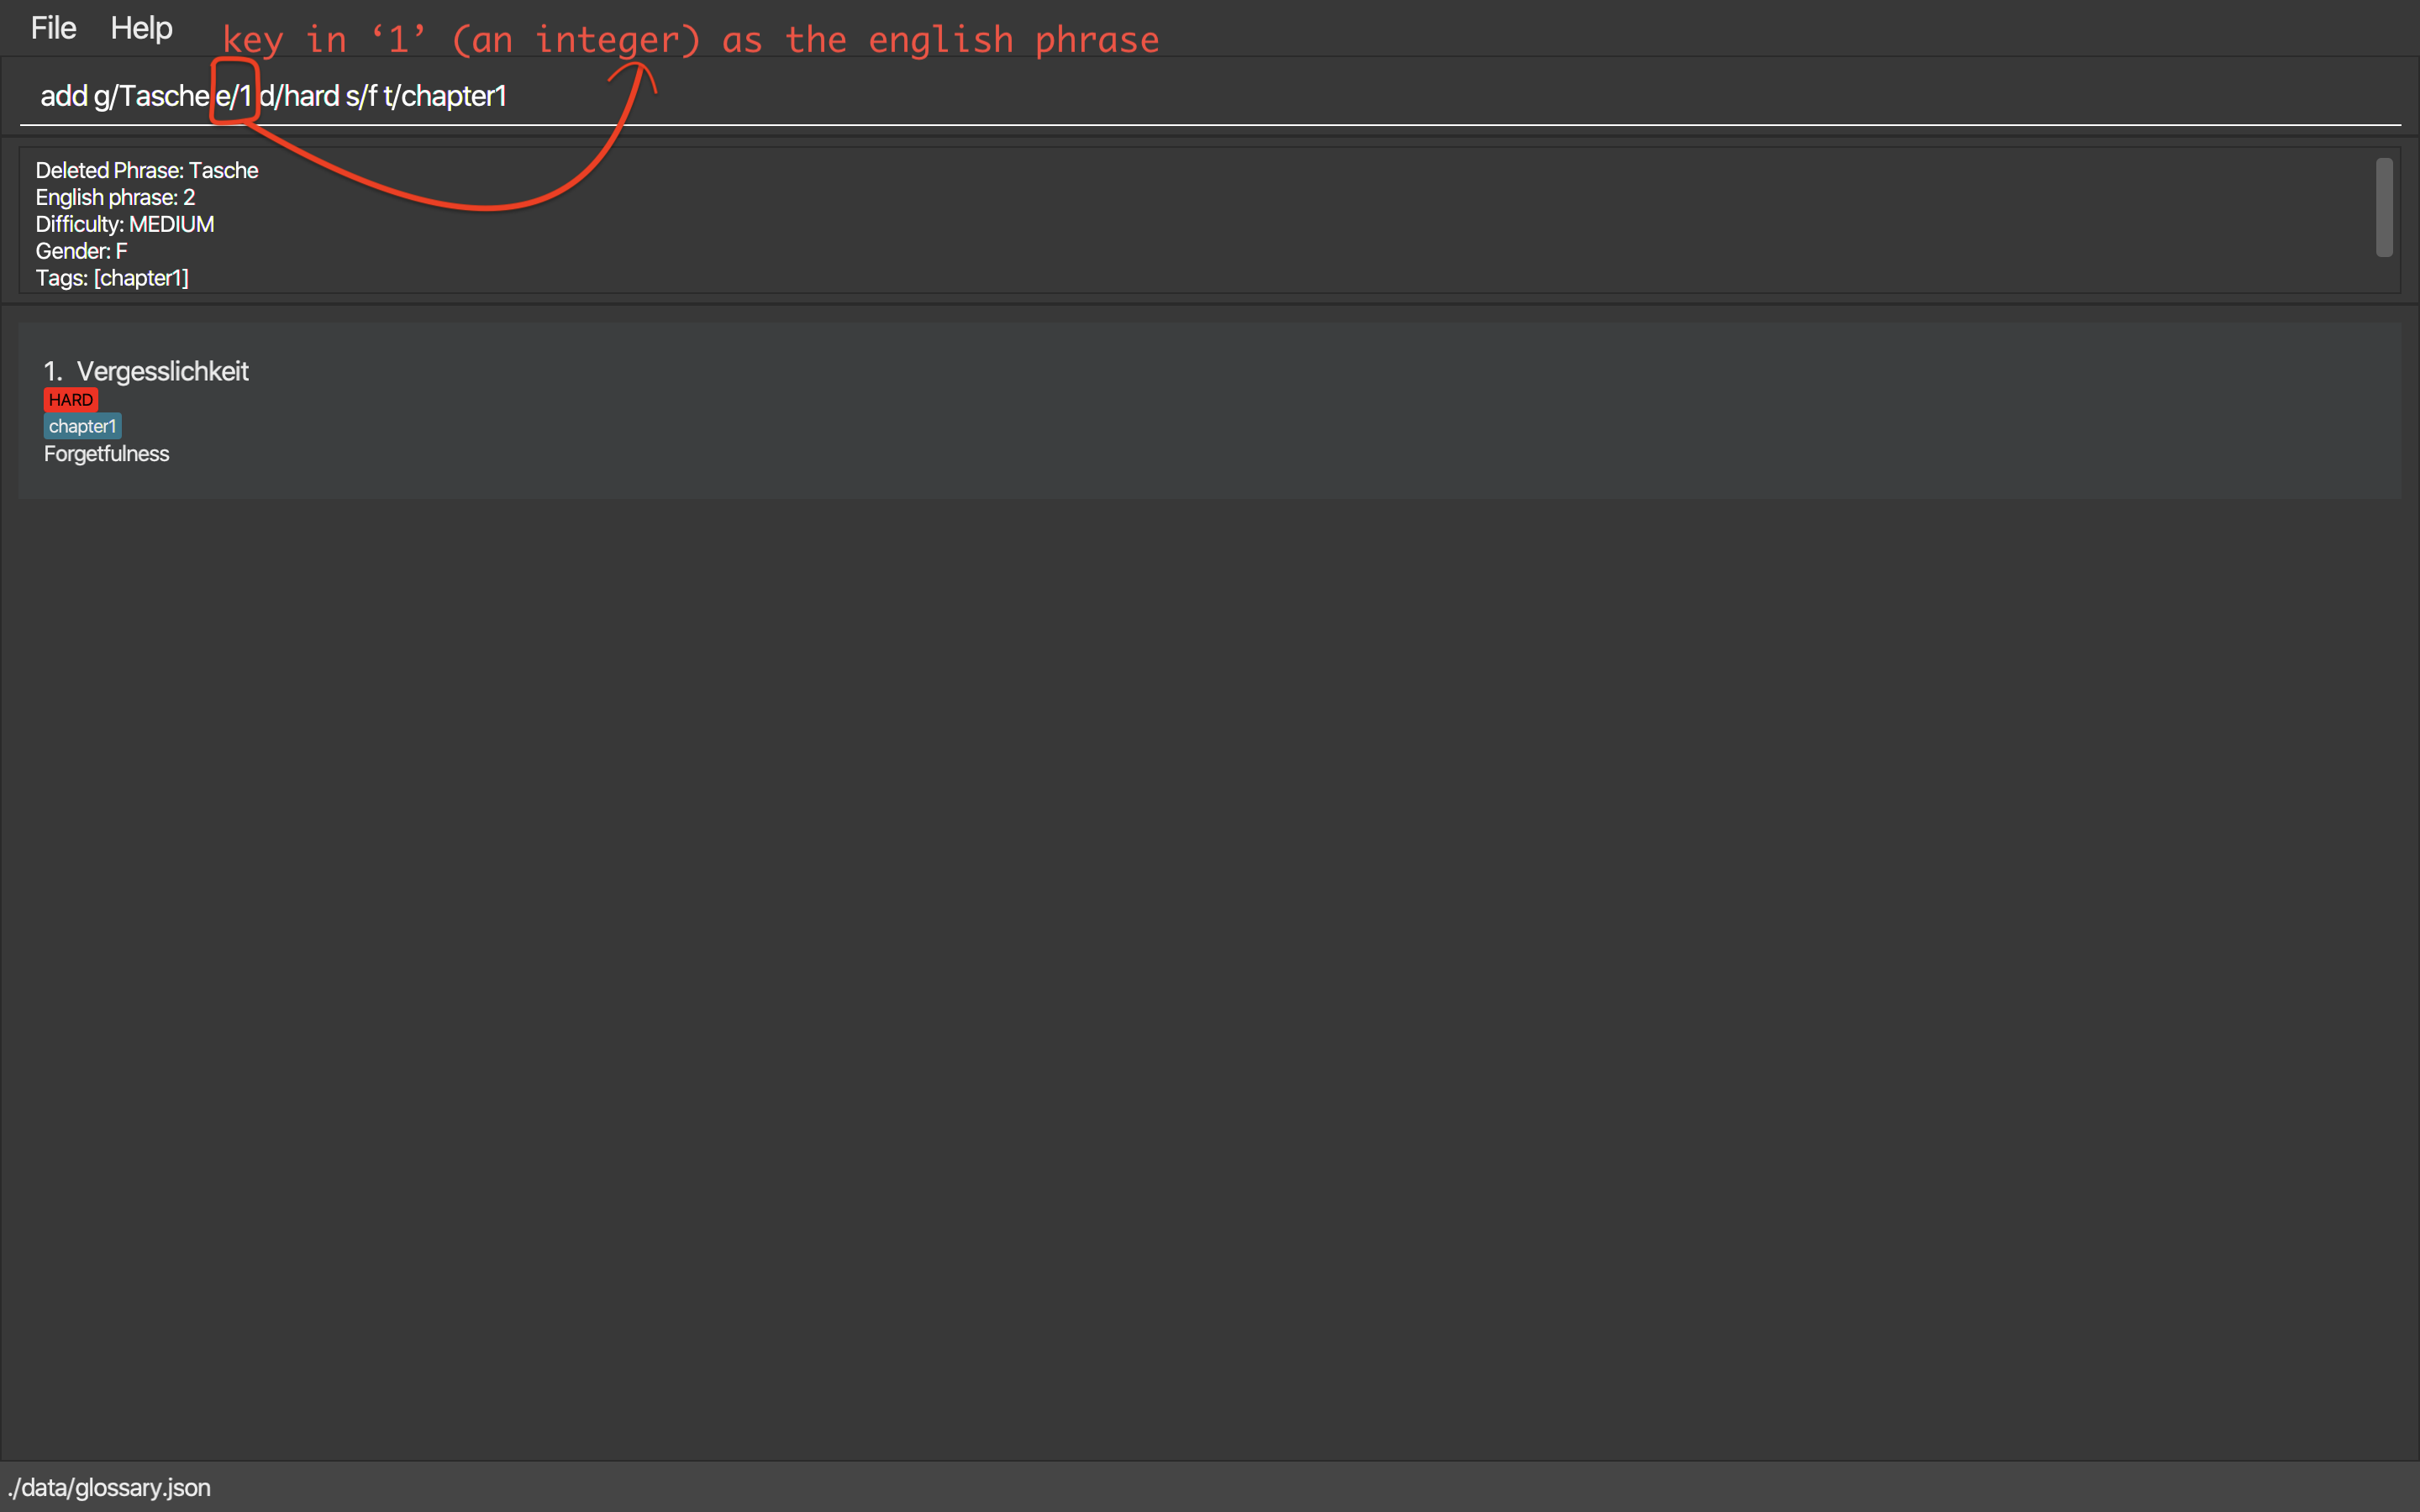 File Help
key in ‘1’ (an integer) as the english phrase
add g/Tasche e/1 d/hard s/f t/chapter1
Deleted Phrase: Tasche
English phrase: 2
Difficulty: MEDIUM
Gender: F
Tags: [chapter1]
1. Vergesslichkeit
HARD
chapter1
Forgetfulness
./data/glossary.json